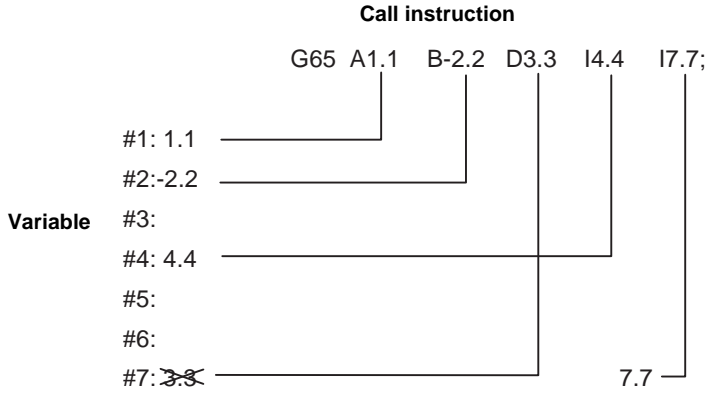 Call instruction
G65 A1.1 B-2.2 D3.3 I4.4 I7.7;
#1: 1.1
#2:-2.2
Variable #3:
#4: 4.4
#5:
#6:
#7: 3.3 7.7